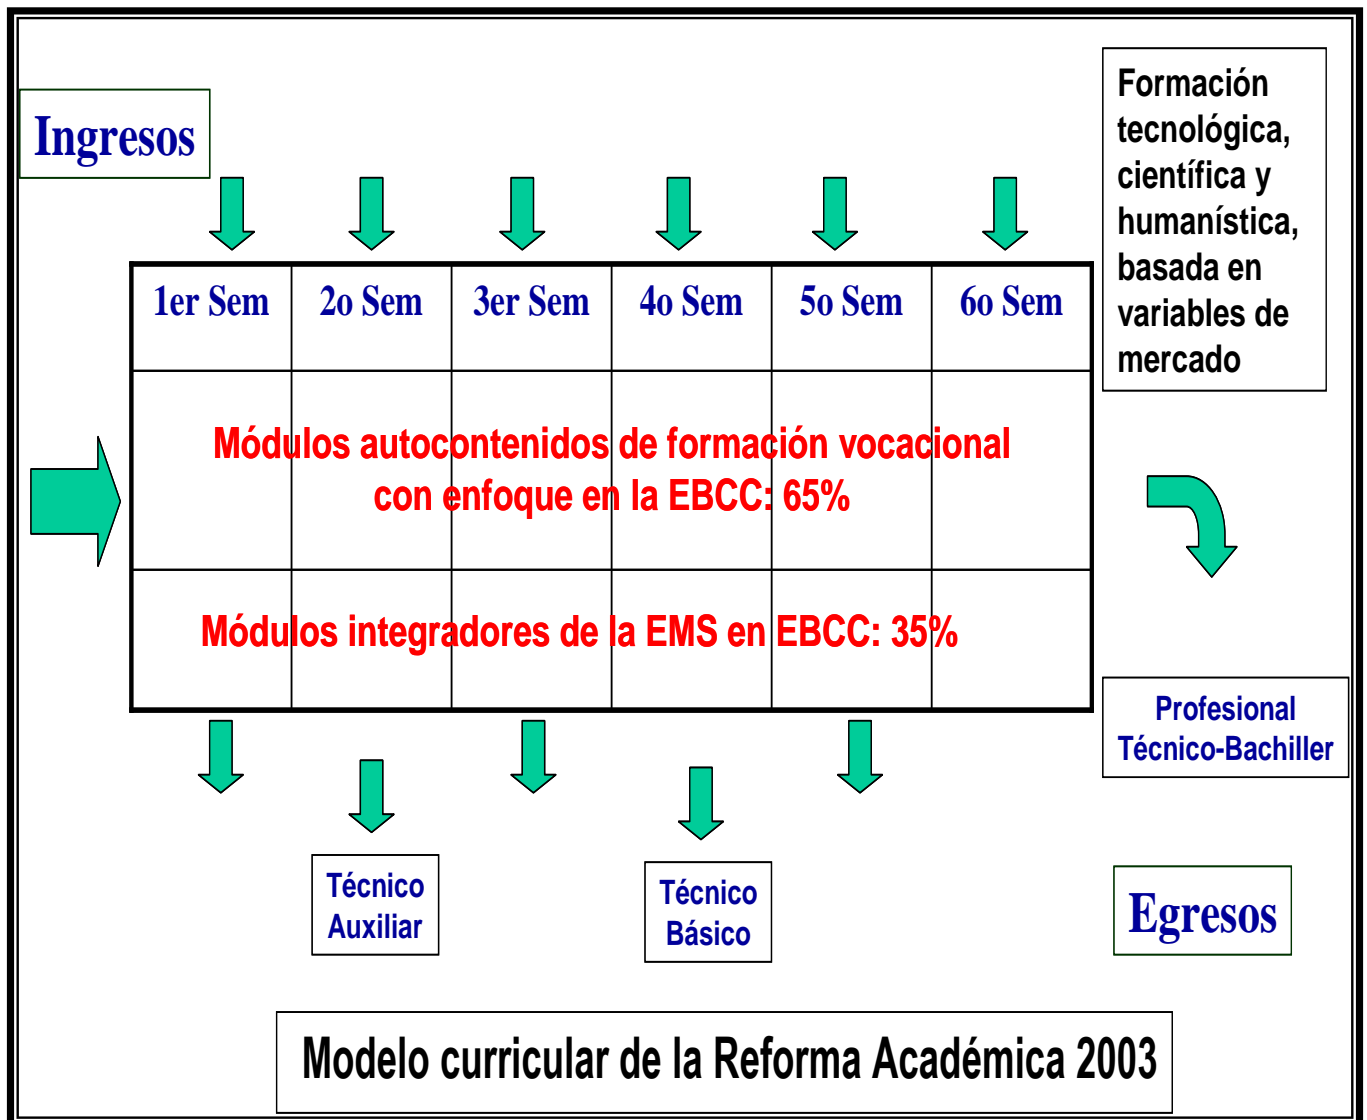 Ingresos
Formación
tecnológica,
científica y
humanística,
basada en
variables de
mercado
1er Sem
2o Sem
3er Sem
4o Sem
5o Sem
6o Sem
Módulos autocontenidos de formación vocacional
con enfoque en la EBCC: 65%
Módulos integradores de la EMS en EBCC: 35%
Profesional
Técnico-Bachiller
Técnico
Auxiliar
Técnico
Básico
Egresos
Modelo curricular de la Reforma Académica 2003